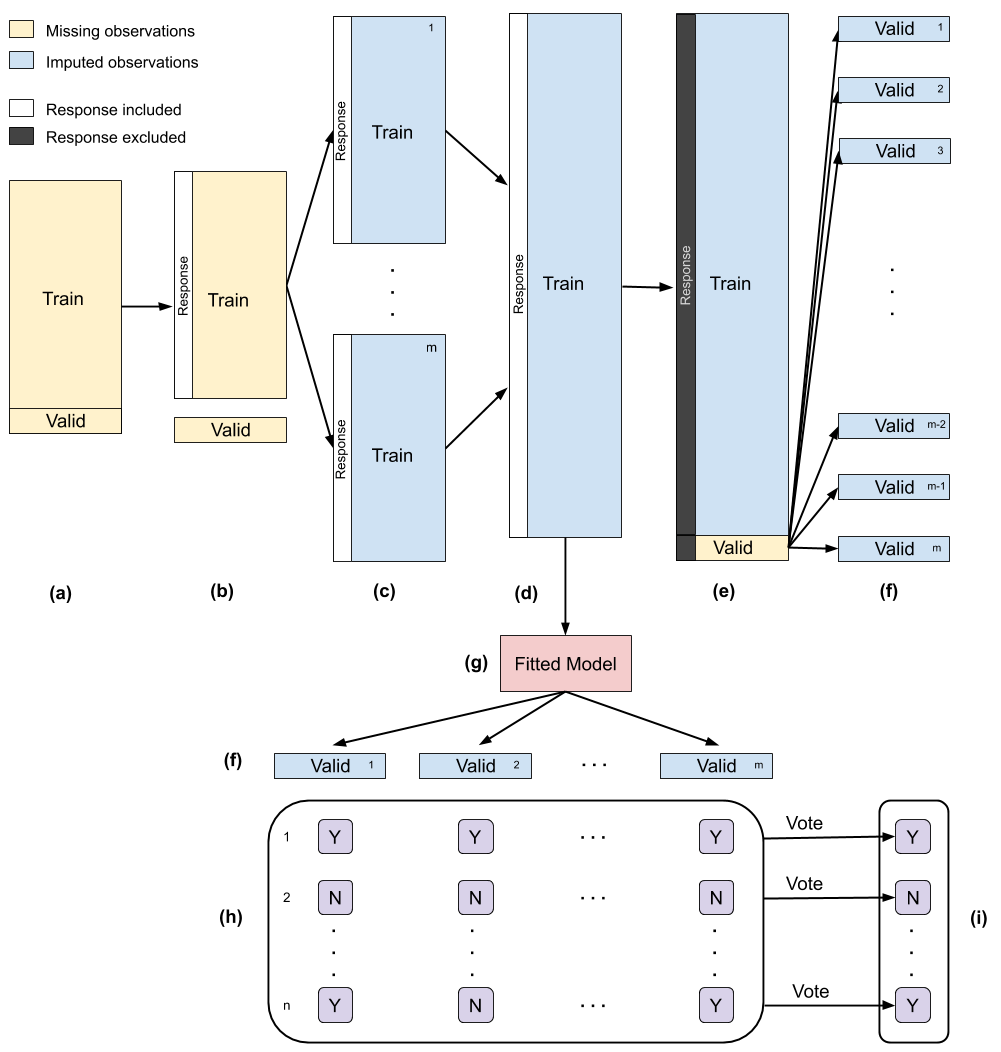 Missing observations
Imputed observations
Response included
Response excluded
Train
Valid
Response
Train
Valid
1
Response
Train
.
.
.
m
Response
Train
Response
Train
Response
Train
Valid
Valid 1
Valid 2
Valid 3
.
.
.
Valid m-2
Valid m-1
Valid m
(a) (b) (c) (d) (e) (f)
(g) Fitted Model
(f) Valid 1 Valid 2 ... Valid m
1 Y Y ... Y Vote Y
2 N N ... N Vote N
(h) (i)
. . . .
. . . .
. . . .
n Y N ... Y Vote Y